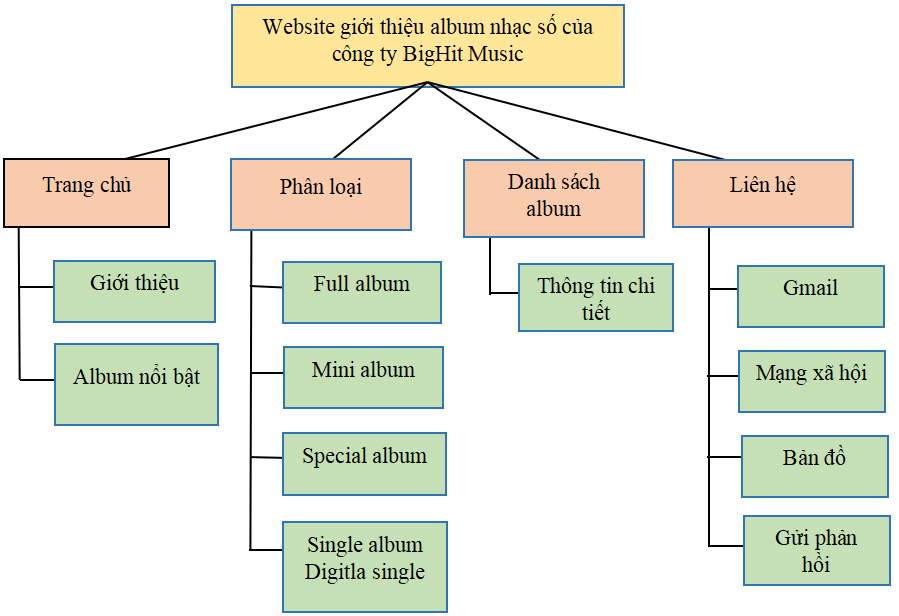 Website giới thiệu album nhạc số của
công ty BigHit Music
Trang chủ
Giới thiệu
Album nổi bật
Phân loại
Full album
Mini album
Special album
Single album
Digitla single
Danh sách
album
Thông tin chi
tiết
Liên hệ
Gmail
Mạng xã hội
Bản đồ
Gửi phản
hồi